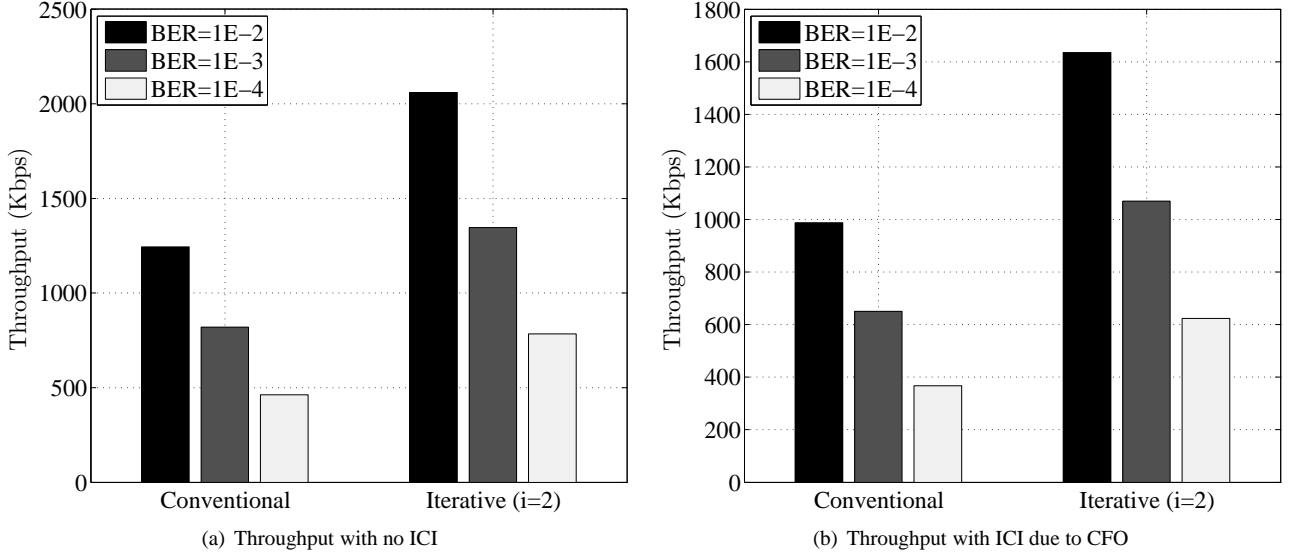 2500
2000
1500
1000
500
0
Throughput (Kbps)
BER=1E−2
BER=1E−3
BER=1E−4
Conventional
Iterative (i=2)
(a) Throughput with no ICI
1800
1600
1400
1200
1000
800
600
400
200
0
Throughput (Kbps)
BER=1E−2
BER=1E−3
BER=1E−4
Conventional
Iterative (i=2)
(b) Throughput with ICI due to CFO